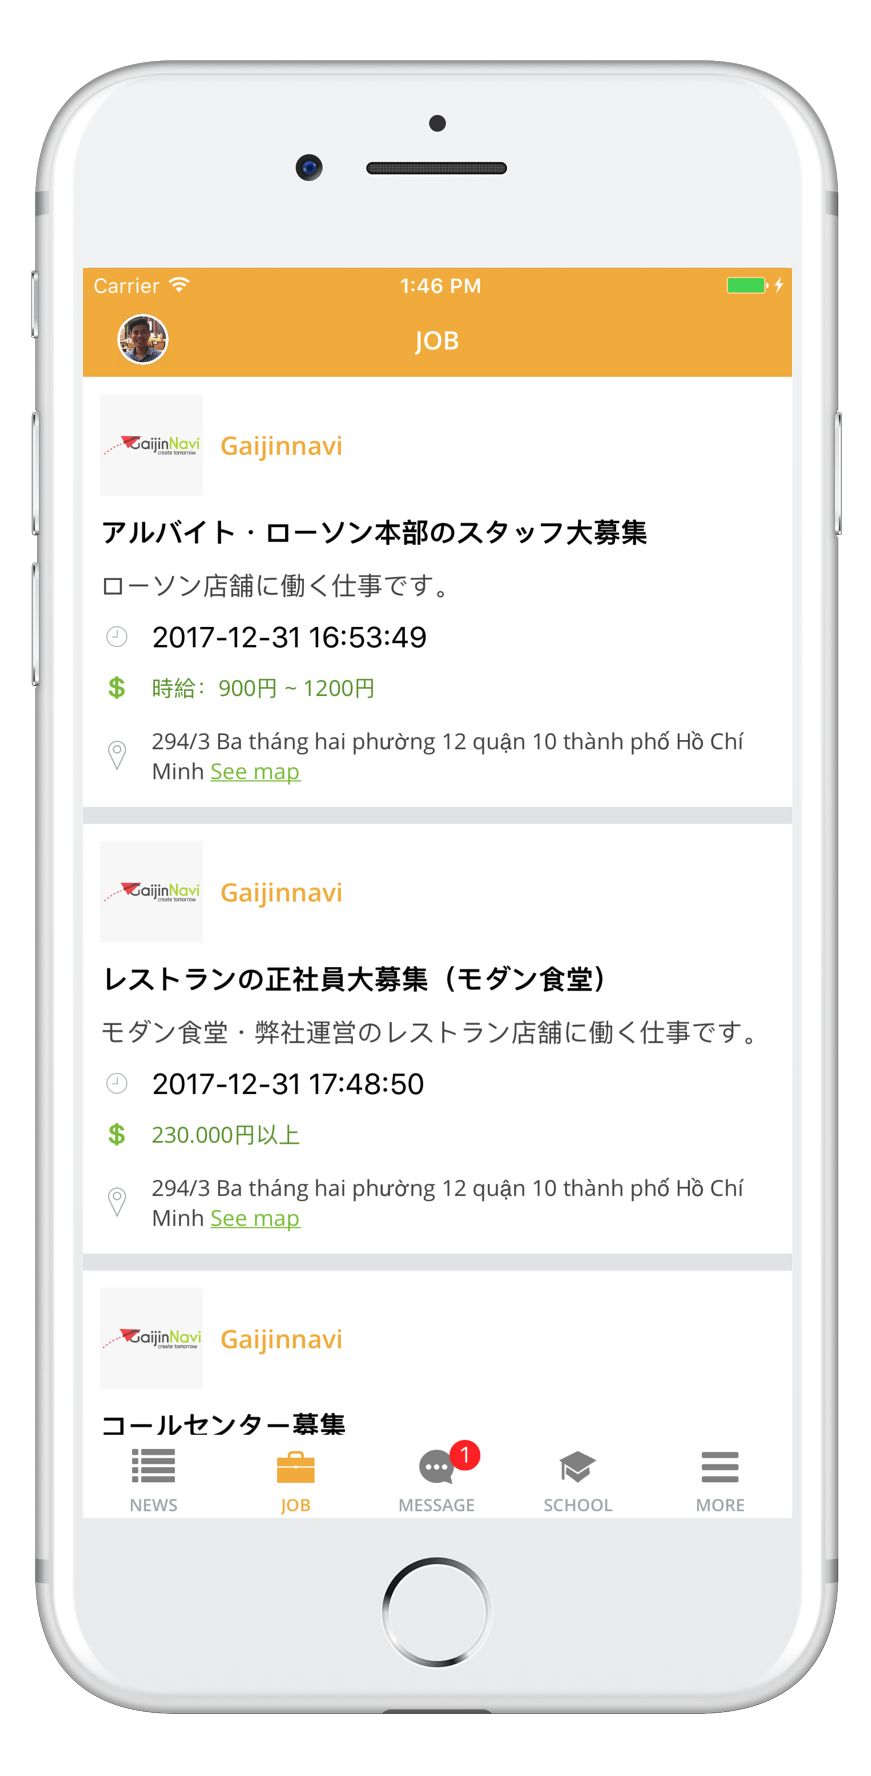 Carrier 1:46 PM
JOB
GaijinNavi
create tomorrow
Gaijinnavi
アルバイト・ローソン本部のスタッフ大募集
ローソン店舗に働く仕事です。
2017-12-31 16:53:49
$ 時給：900円 ~ 1200円
294/3 Ba tháng hai phường 12 quận 10 thành phố Hồ Chí
Minh See map
GaijinNavi
create tomorrow
Gaijinnavi
レストランの正社員大募集（モダン食堂）
モダン食堂・弊社運営のレストラン店舗に働く仕事です。
2017-12-31 17:48:50
$ 230.000円以上
294/3 Ba tháng hai phường 12 quận 10 thành phố Hồ Chí
Minh See map
GaijinNavi
create tomorrow
Gaijinnavi
コールセンター募集
1
NEWS JOB MESSAGE SCHOOL MORE